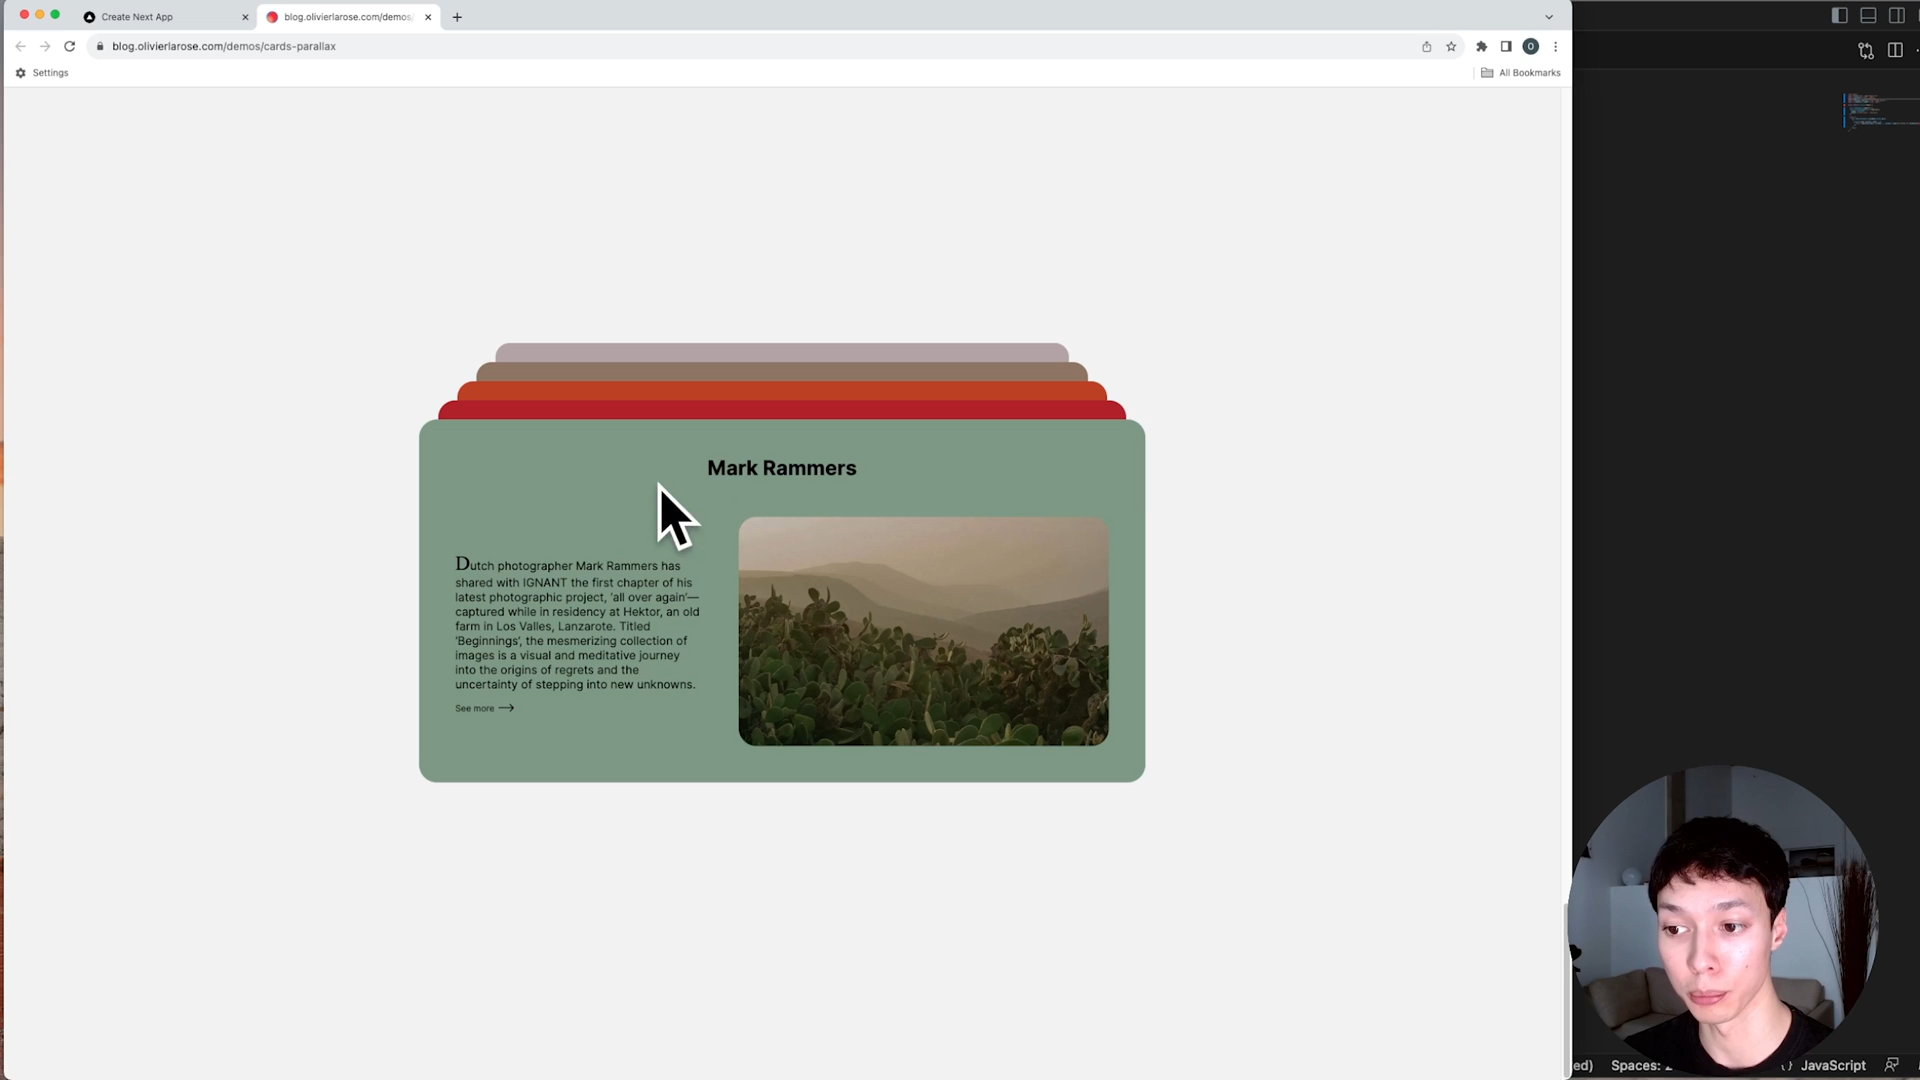 Create Next App
blog.olivierlarose.com/demos/
blog.olivierlarose.com/demos/cards-parallax
O
Settings
All Bookmarks
Mark Rammers
Dutch photographer Mark Rammers has
shared with IGNANT the first chapter of his
latest photographic project, ‘all over again’—
captured while in residency at Hektor, an old
farm in Los Valles, Lanzarote. Titled
‘Beginnings’, the mesmerizing collection of
images is a visual and meditative journey
into the origins of regrets and the
uncertainty of stepping into new unknowns.
See more
ed) Spaces: {} JavaScript